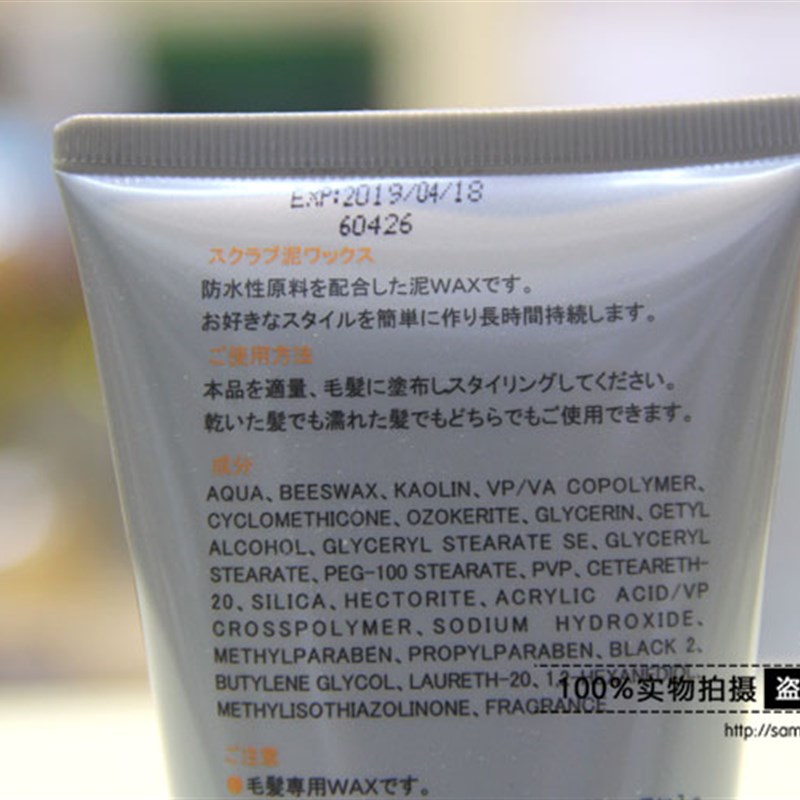 EXP:2019/04/18
60426
スクラブ泥ワックス
防水性原料を配合した泥WAXです。
お好きなスタイルを簡単に作り長時間持続します。
ご使用方法
本品を適量、毛髪に塗布しスタイリングしてください。
乾いた髪でも濡れた髪でもどちらでもご使用できます。
成分
AQUA、BEESWAX、KAOLIN、VP/VA COPOLYMER、
CYCLOMETHICONE、OZOKERITE、GLYCERIN、CETYL
ALCOHOL、GLYCERYL STEARATE SE、GLYCERYL
STEARATE、PEG-100 STEARATE、PVP、CETEARETH-
20、SILICA、HECTORITE、ACRYLIC ACID/VP
CROSSPOLYMER、SODIUM HYDROXIDE、
METHYLPARABEN、PROPYLPARABEN、BLACK 2、
BUTYLENE GLYCOL、LAURETH-20、1,2-HEXANEDIOL、
100%实物拍摄 盗
METHYLISOTHIAZOLINONE、FRAGRANCE
http://sam
ご注意
●毛髪専用WAXです。